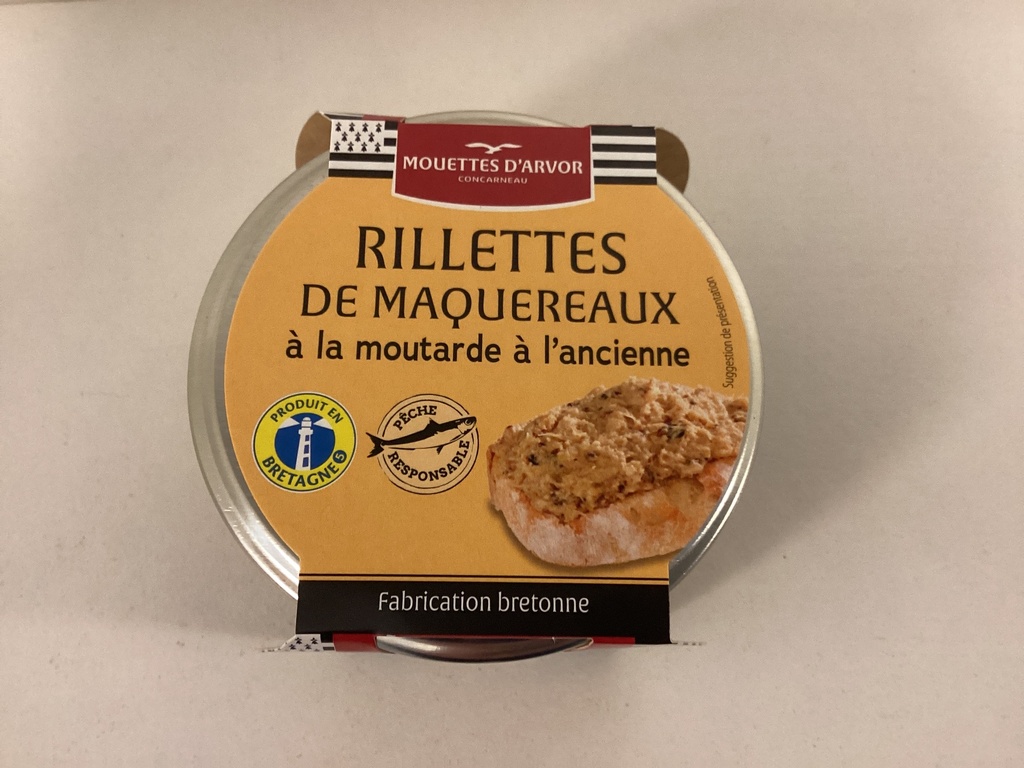 MOUETTES D'ARVOR
CONCARNEAU
RILLETTES
DE MAQUEREAUX
à la moutarde à l'ancienne
Suggestion de présentation
PRODUIT EN
BRETAGNE 5
PÊCHE
RESPONSABLE
Fabrication bretonne